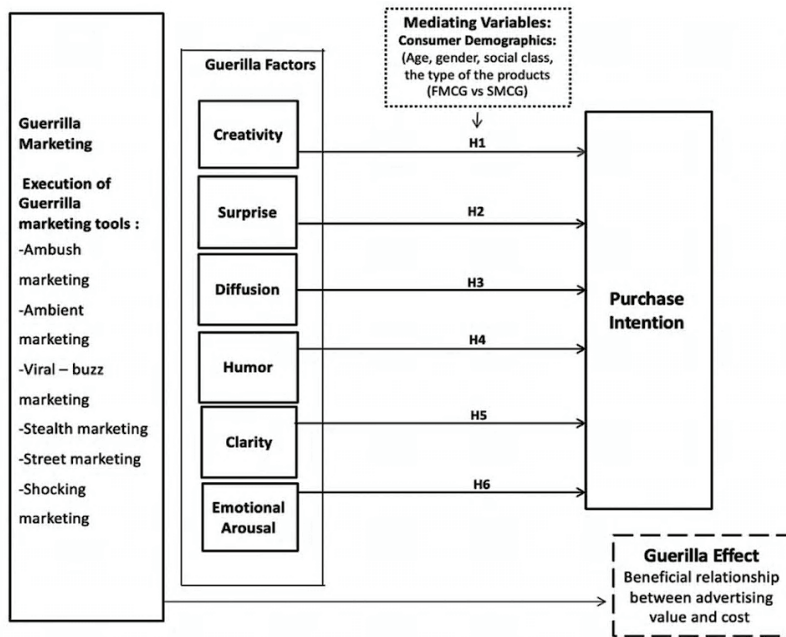 Guerrilla
Marketing
Execution of
Guerrilla
marketing tools :
-Ambush
marketing
-Ambient
marketing
-Viral – buzz
marketing
-Stealth marketing
-Street marketing
-Shocking
marketing
Guerilla Factors
Creativity
Surprise
Diffusion
Humor
Clarity
Emotional
Arousal
Mediating Variables:
Consumer Demographics:
(Age, gender, social class,
the type of the products
(FMCG vs SMCG)
H1
H2
H3
H4
H5
H6
Purchase
Intention
Guerilla Effect
Beneficial relationship
between advertising
value and cost